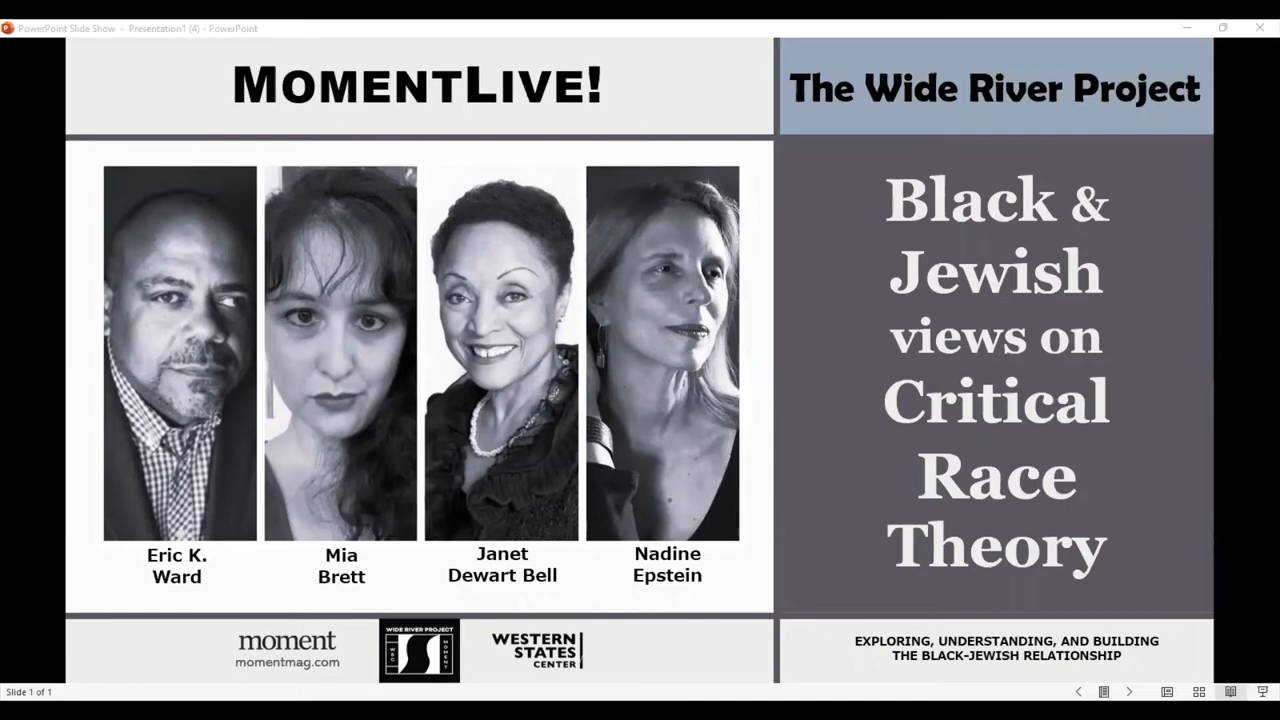 PowerPoint Slide Show - Presentation1 (4) - PowerPoint
MOMENTLIVE!
The Wide River Project
Black &
Jewish
views on
Critical
Race
Theory
Eric K.
Ward
Mia
Brett
Janet
Dewart Bell
Nadine
Epstein
moment
momentmag.com
WIDE RIVER PROJECT
WSC
MOMENT
WESTERN
STATES
CENTER
EXPLORING, UNDERSTANDING, AND BUILDING
THE BLACK-JEWISH RELATIONSHIP
Slide 1 of 1